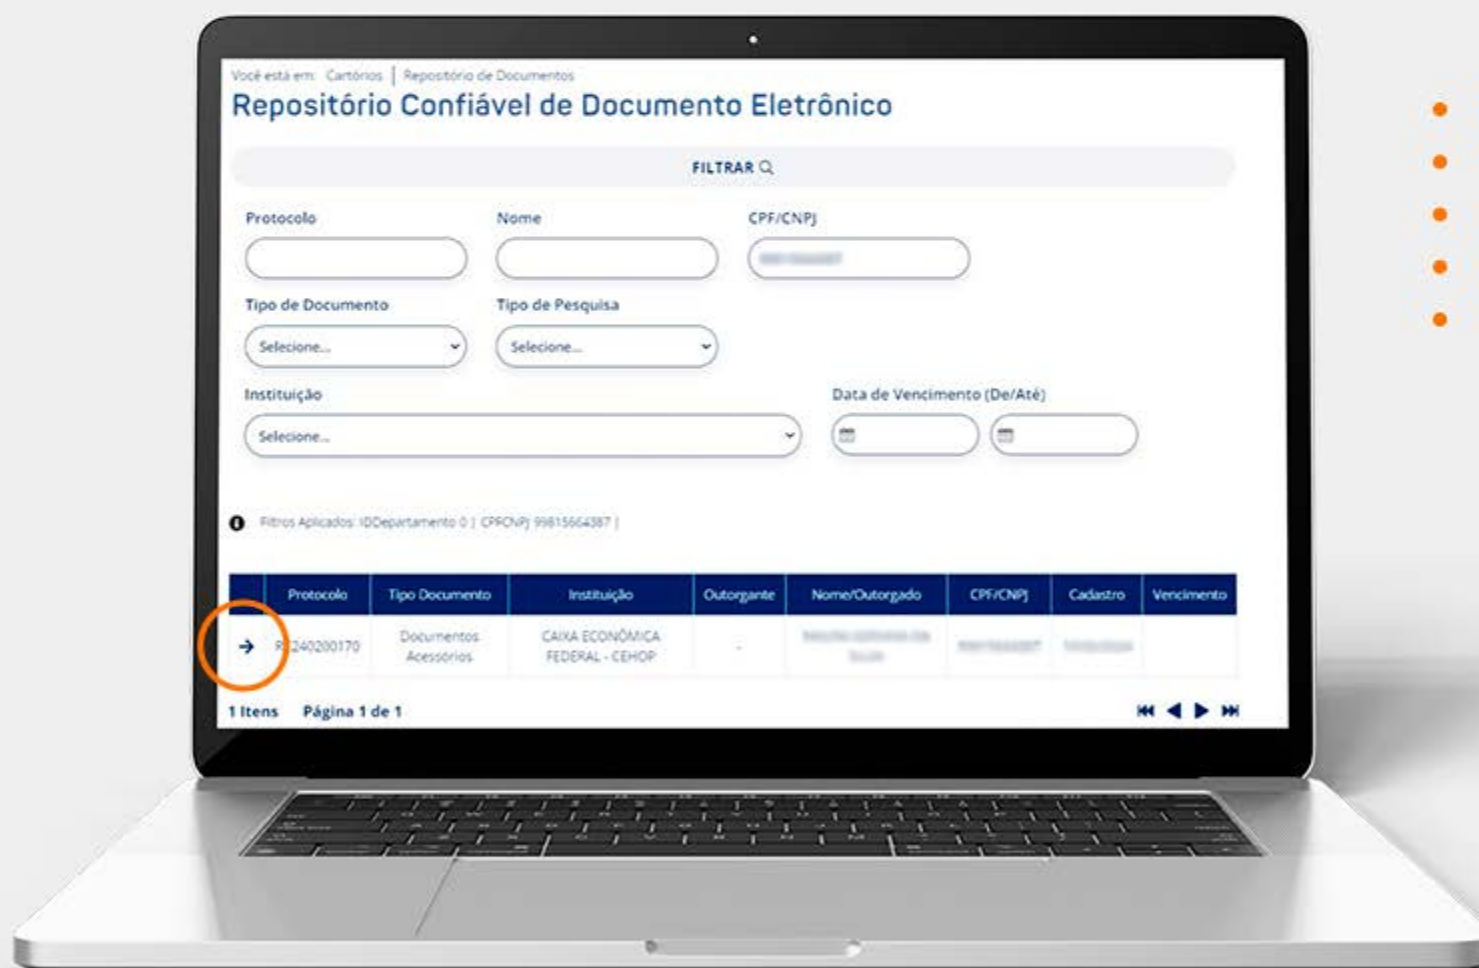 Você está em: Cartórios | Repositório de Documentos
Repositório Confiável de Documento Eletrônico
FILTRAR
Protocolo Nome CPF/CNPJ
Tipo de Documento Tipo de Pesquisa
Selecione... Selecione...
Instituição Data de Vencimento (De/Até)
Selecione...
Filtros Aplicados: IDDepartamento 0 | CPFCNPJ 99815664387 |
Protocolo Tipo Documento Instituição Outorgante Nome/Outorgado CPF/CNPJ Cadastro Vencimento
240200170 Documentos CAIXA ECONÔMICA -
Acessórios FEDERAL - CEHOP
1 Itens Página 1 de 1